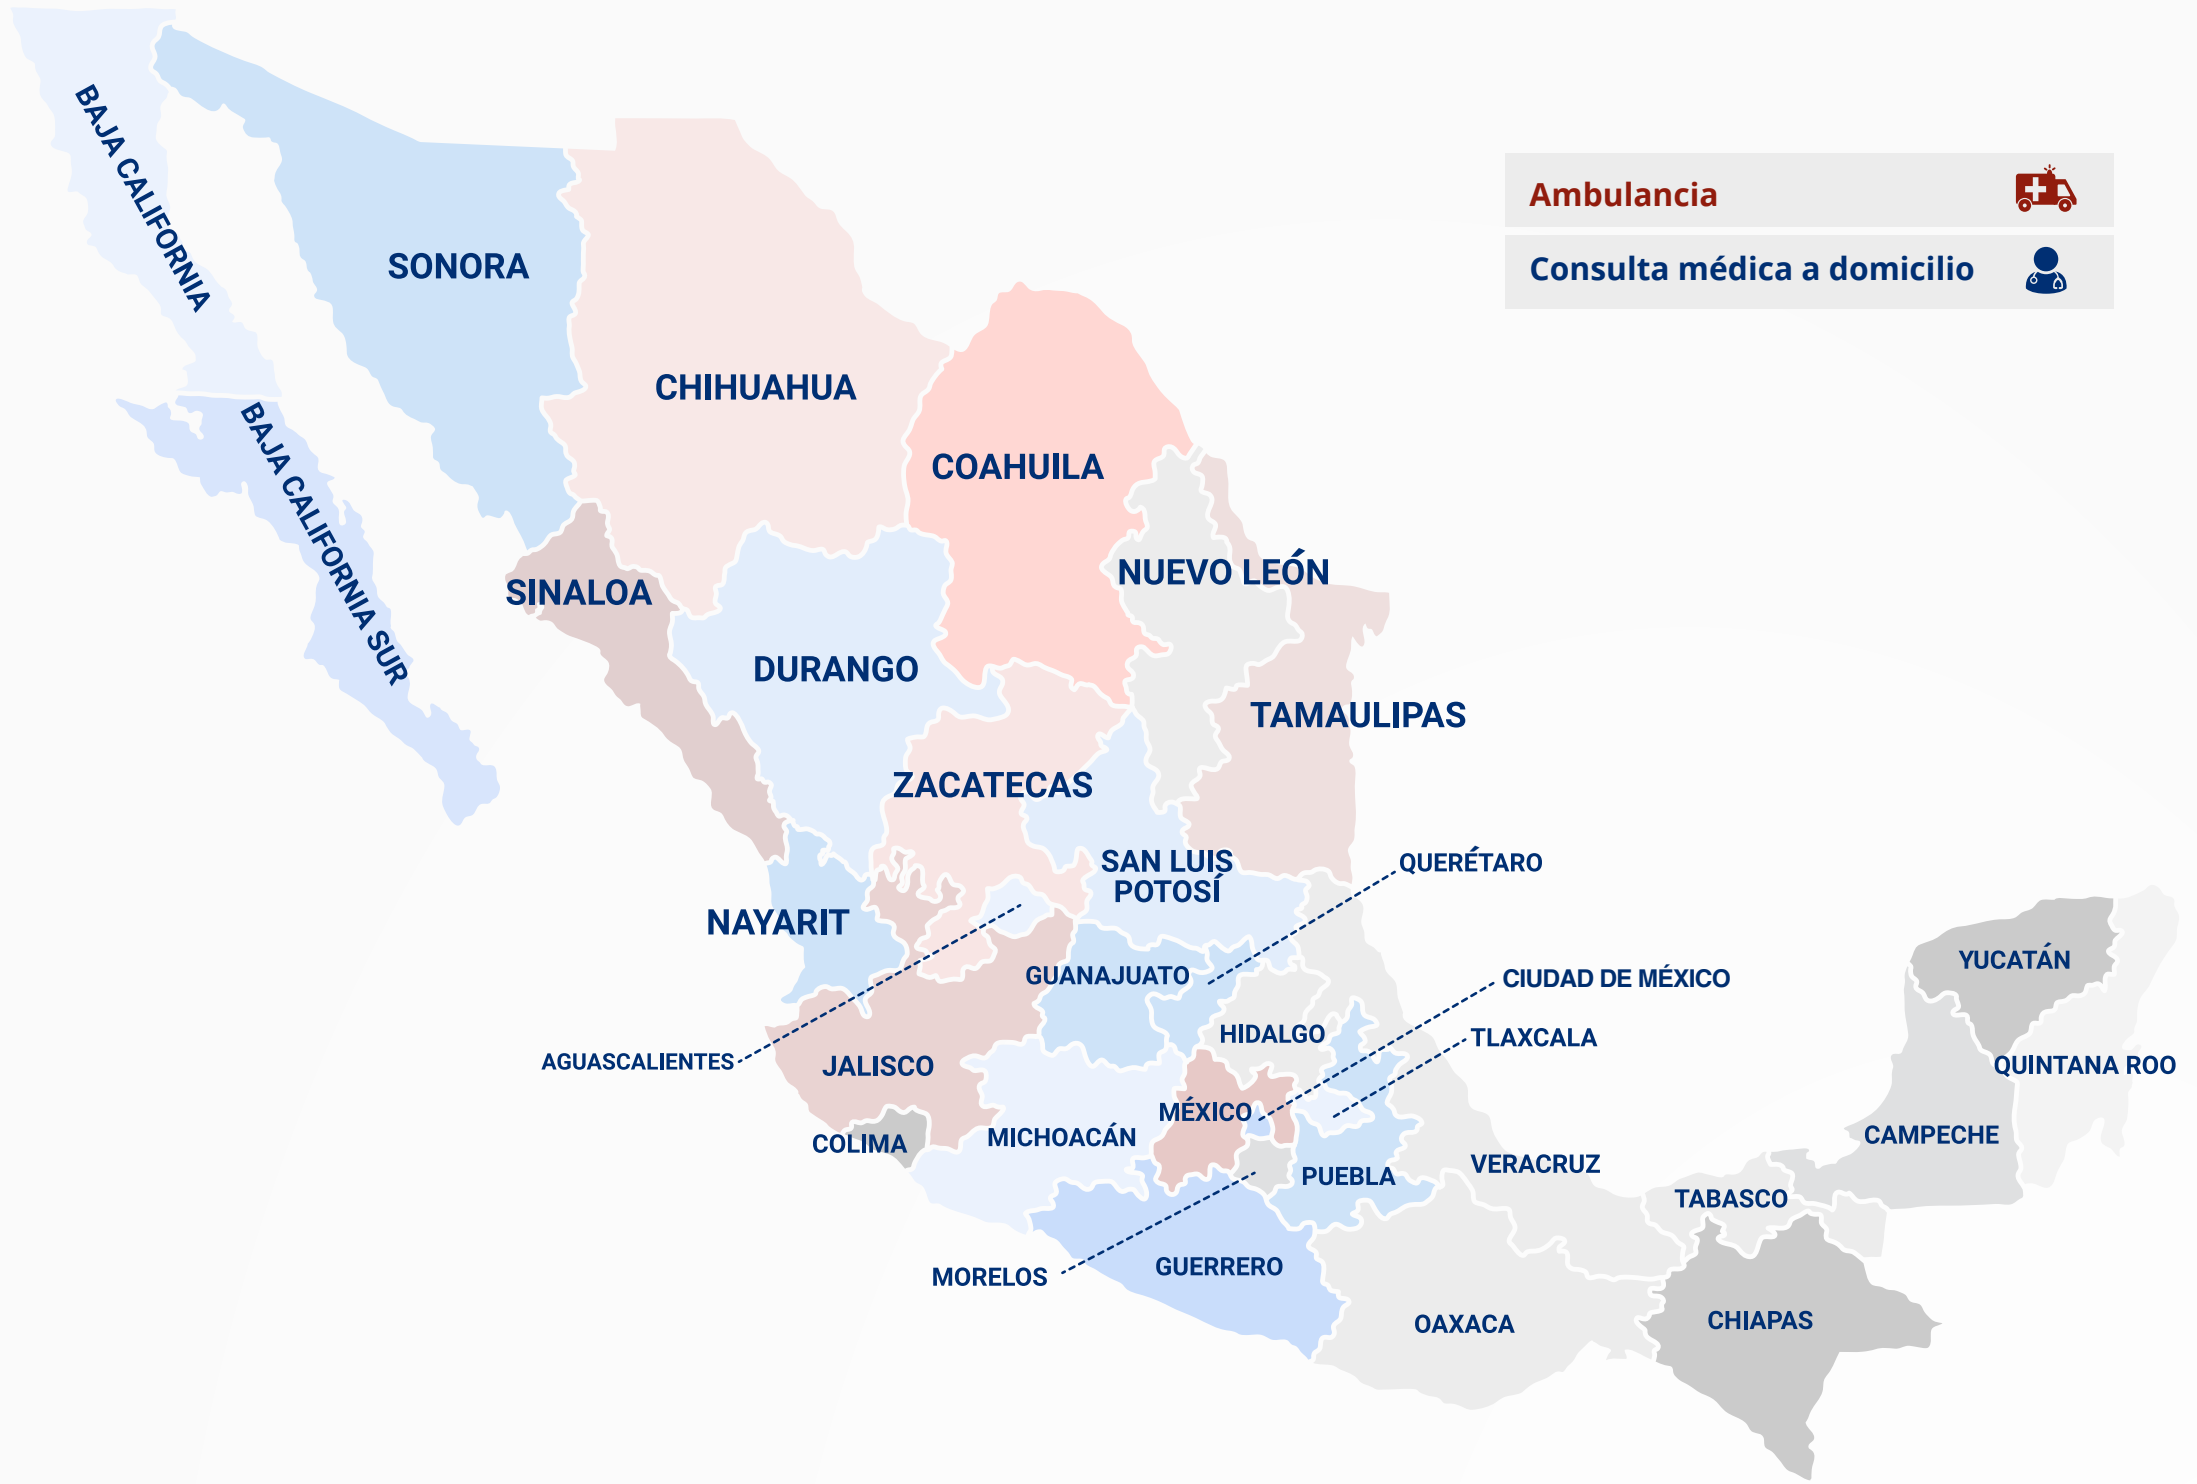 BAJA CALIFORNIA
SONORA
Ambulancia
Consulta médica a domicilio
CHIHUAHUA
COAHUILA
BAJA CALIFORNIA SUR
NUEVO LEÓN
SINALOA
DURANGO
TAMAULIPAS
ZACATECAS
SAN LUIS
POTOSÍ
QUERÉTARO
NAYARIT
YUCATÁN
GUANAJUATO
CIUDAD DE MÉXICO
HIDALGO
TLAXCALA
AGUASCALIENTES
JALISCO
QUINTANA ROO
MÉXICO
COLIMA
MICHOACÁN
CAMPECHE
VERACRUZ
PUEBLA
TABASCO
GUERRERO
MORELOS
OAXACA
CHIAPAS